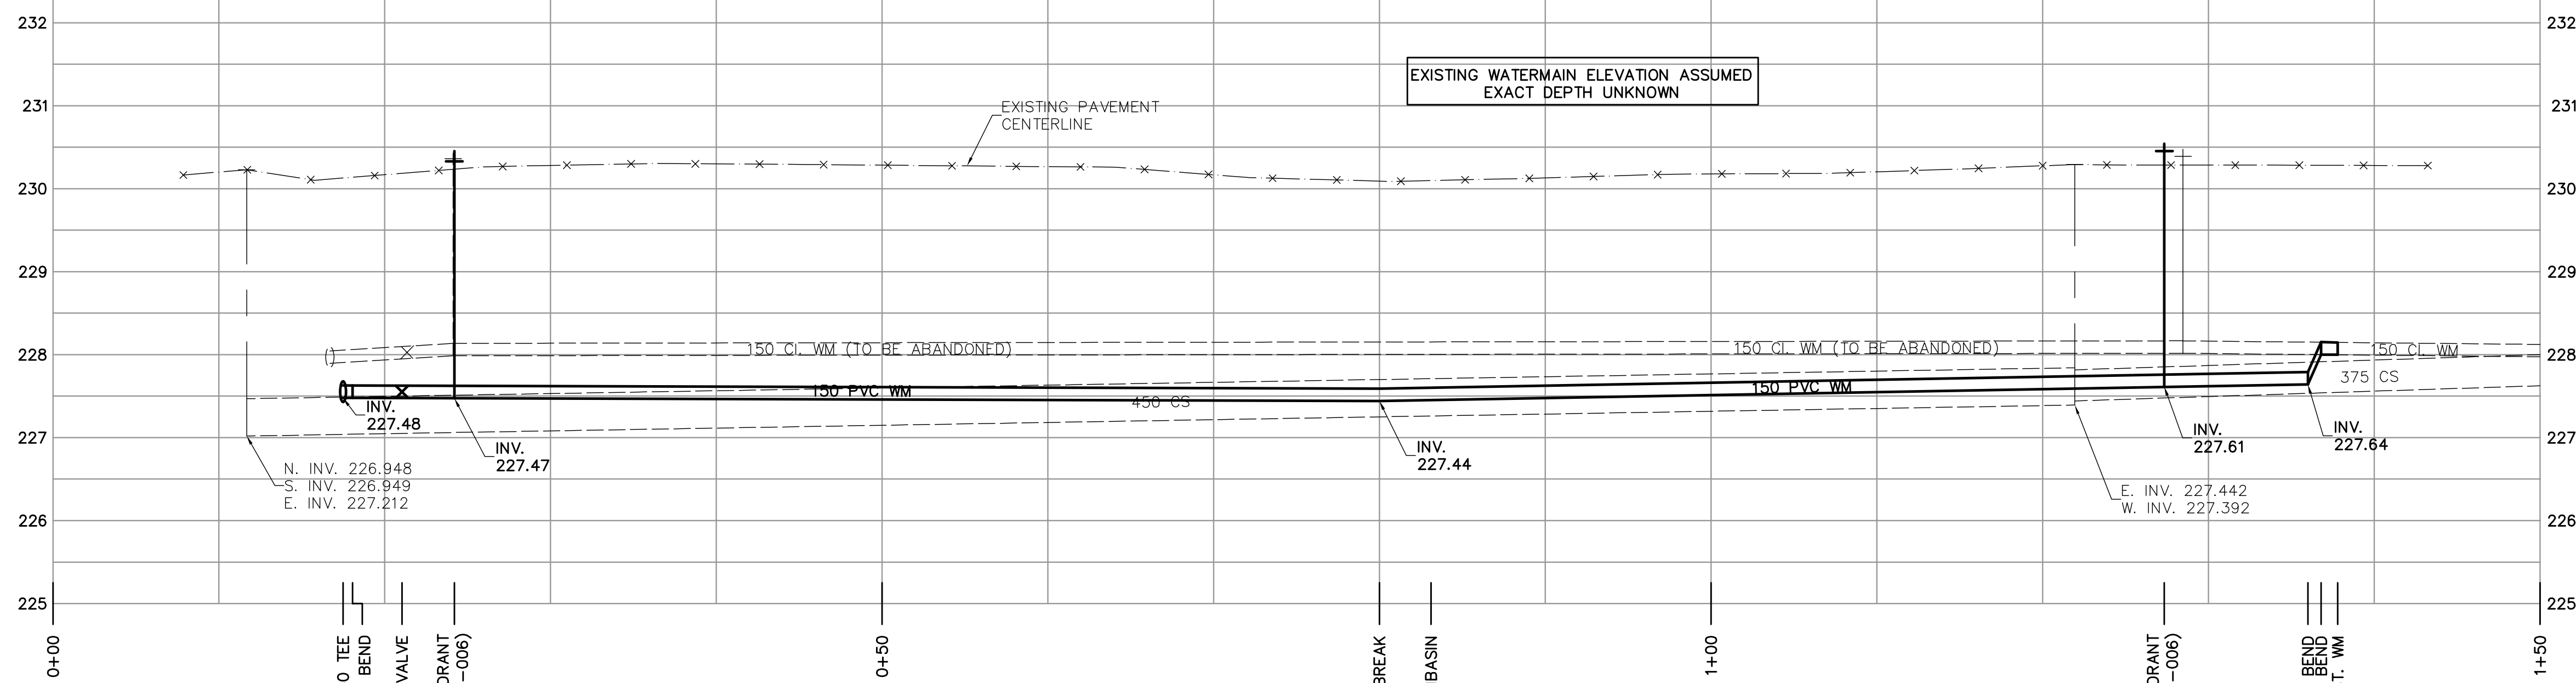 232
232
EXISTING WATERMAIN ELEVATION ASSUMED
EXACT DEPTH UNKNOWN
231
EXISTING PAVEMENT
CENTERLINE
231
230
230
229
229
228
150 CI. WM (TO BE ABANDONED)
150 CI. WM (TO BE ABANDONED)
150 CI. WM
228
150 PVC WM
450 CS
150 PVC WM
375 CS
INV.
227.48
227
INV.
227.47
INV.
227.44
INV.
227.61
INV.
227.64
227
N. INV. 226.948
S. INV. 226.949
E. INV. 227.212
E. INV. 227.442
W. INV. 227.392
226
226
225
225
0+00
0 TEE
BEND
VALVE
DRANT
-006)
0+50
BREAK
BASIN
1+00
DRANT
-006)
BEND
BEND
T. WM
1+50